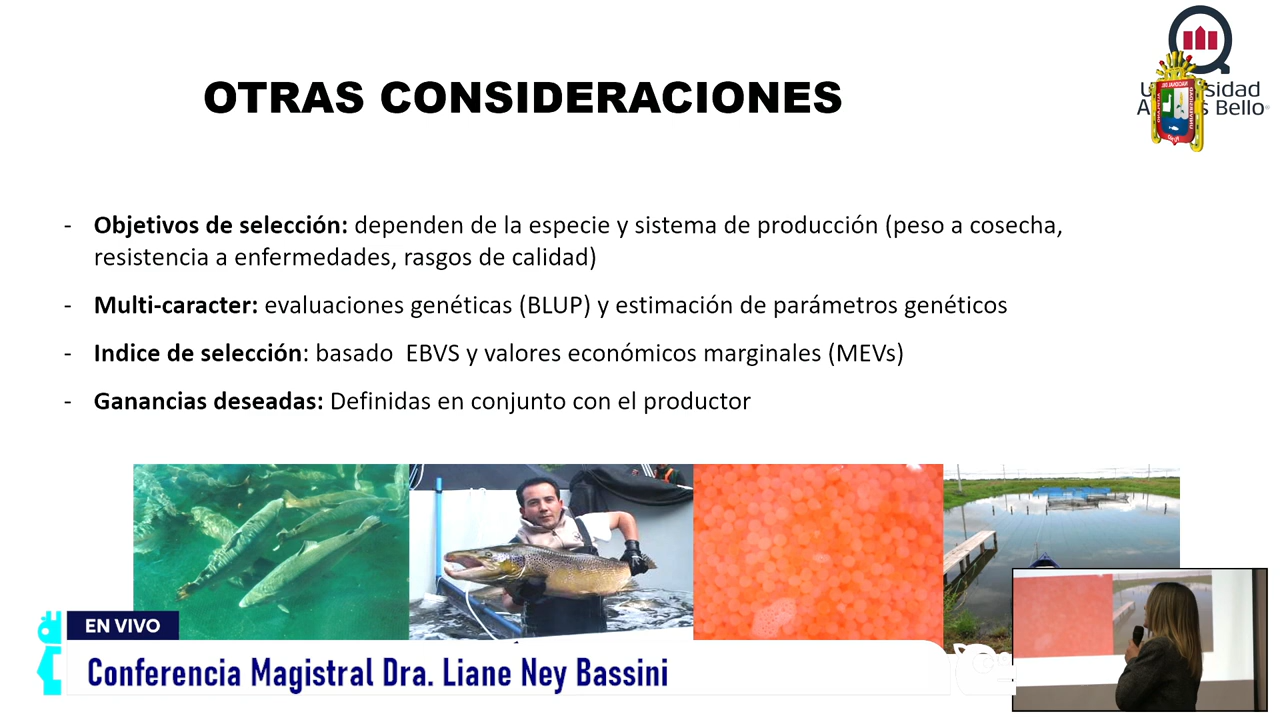 OTRAS CONSIDERACIONES
- Objetivos de selección: dependen de la especie y sistema de producción (peso a cosecha,
resistencia a enfermedades, rasgos de calidad)
- Multi-caracter: evaluaciones genéticas (BLUP) y estimación de parámetros genéticos
- Indice de selección: basado  EBVS y valores económicos marginales (MEVs)
- Ganancias deseadas: Definidas en conjunto con el productor
EN VIVO
Conferencia Magistral Dra. Liane Ney Bassini
Bello